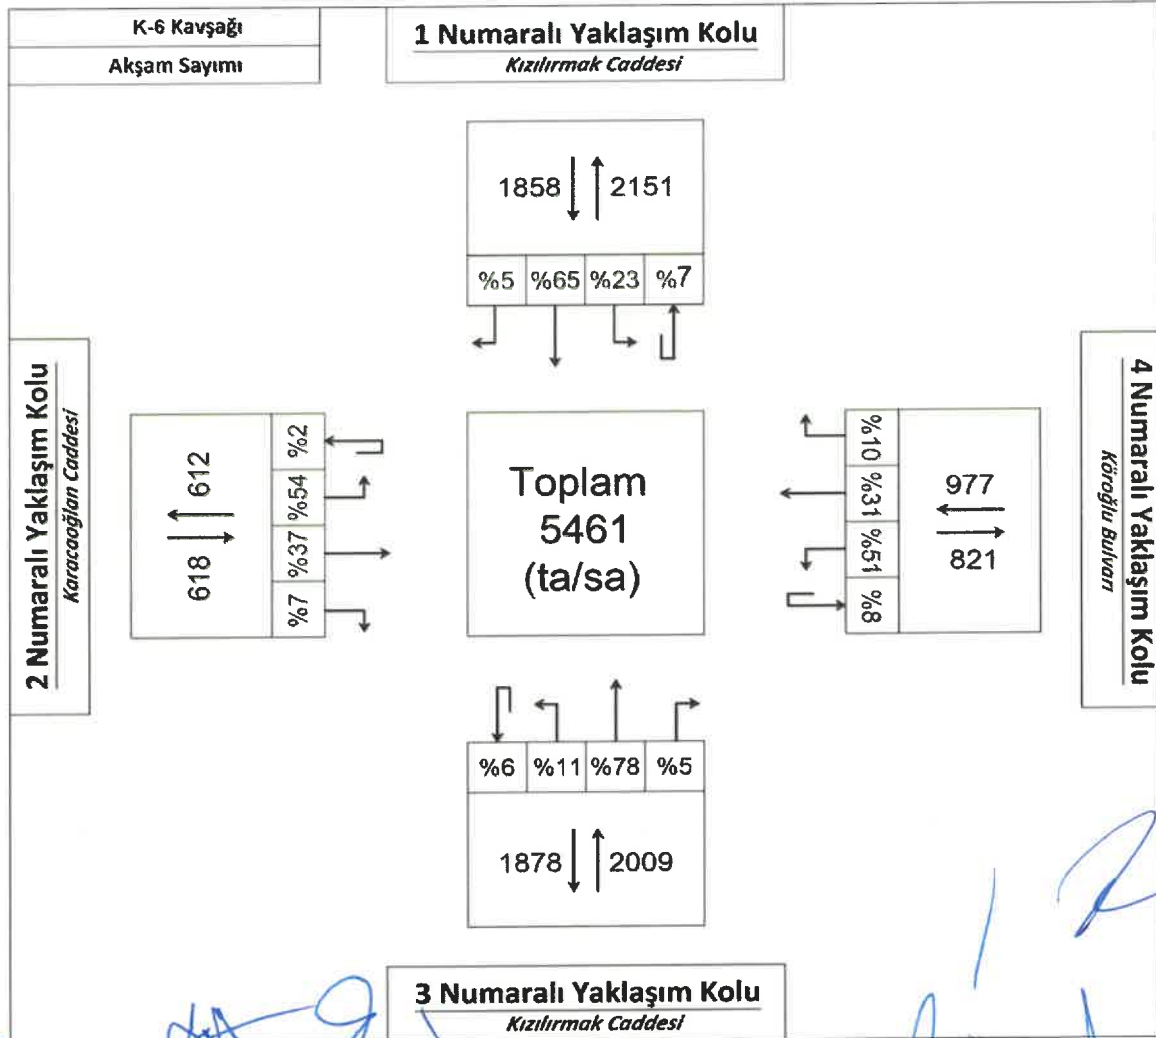 K-6 Kavşağı
Akşam Sayımı
1 Numaralı Yaklaşım Kolu
Kızılırmak Caddesi
1858 2151
%5 %65 %23 %7
2 Numaralı Yaklaşım Kolu
Karacaoğlan Caddesi
612
618
%2
%54
%37
%7
Toplam
5461
(ta/sa)
%10
%31
%51
%8
977
821
4 Numaralı Yaklaşım Kolu
Köroğlu Bulvarı
%6 %11 %78 %5
1878 2009
3 Numaralı Yaklaşım Kolu
Kızılırmak Caddesi